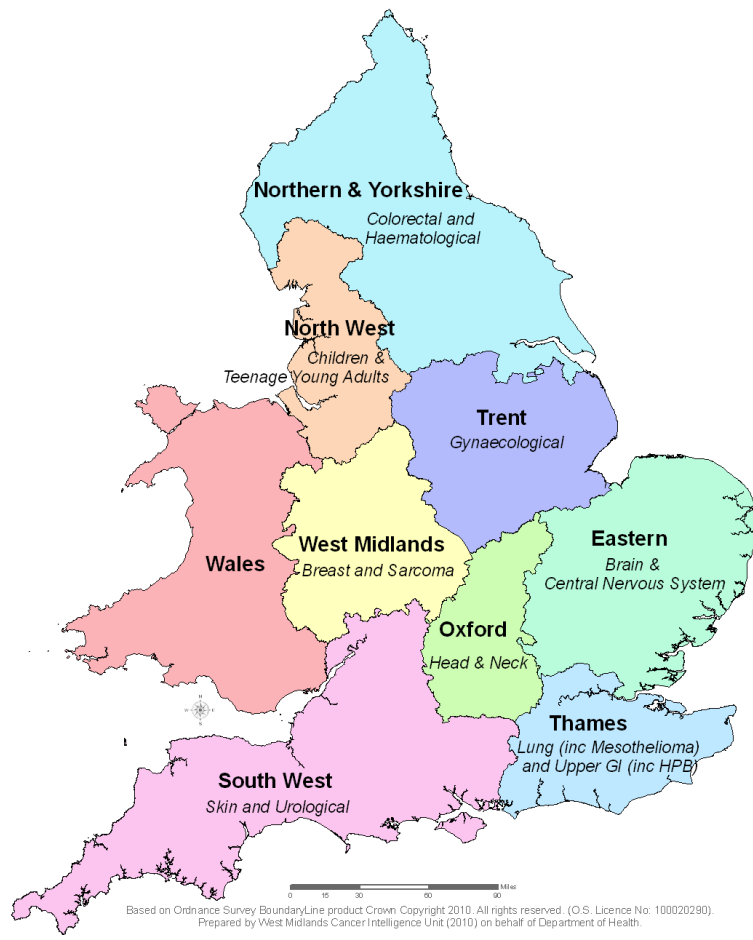 Northern & Yorkshire
Colorectal and
Haematological
North West
Children &
Teenage Young Adults
Trent
Gynaecological
Wales
West Midlands
Breast and Sarcoma
Eastern
Brain &
Central Nervous System
Oxford
Head & Neck
N
W
E
S
Thames
Lung (inc Mesothelioma)
and Upper GI (inc HPB)
South West
Skin and Urological
Miles
0 15 30 60 90
Based on Ordnance Survey BoundaryLine product Crown Copyright 2010. All rights reserved. (O.S. Licence No: 100020290).
Prepared by West Midlands Cancer Intelligence Unit (2010) on behalf of Department of Health.